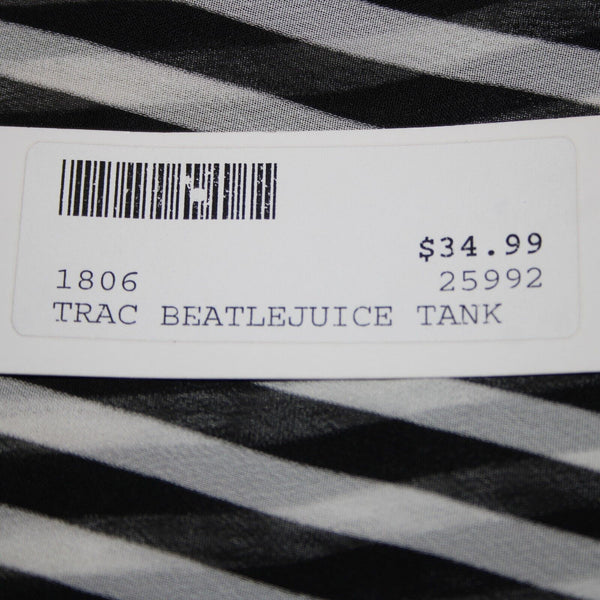 $34.99
1806 25992
TRAC BEATLEJUICE TANK